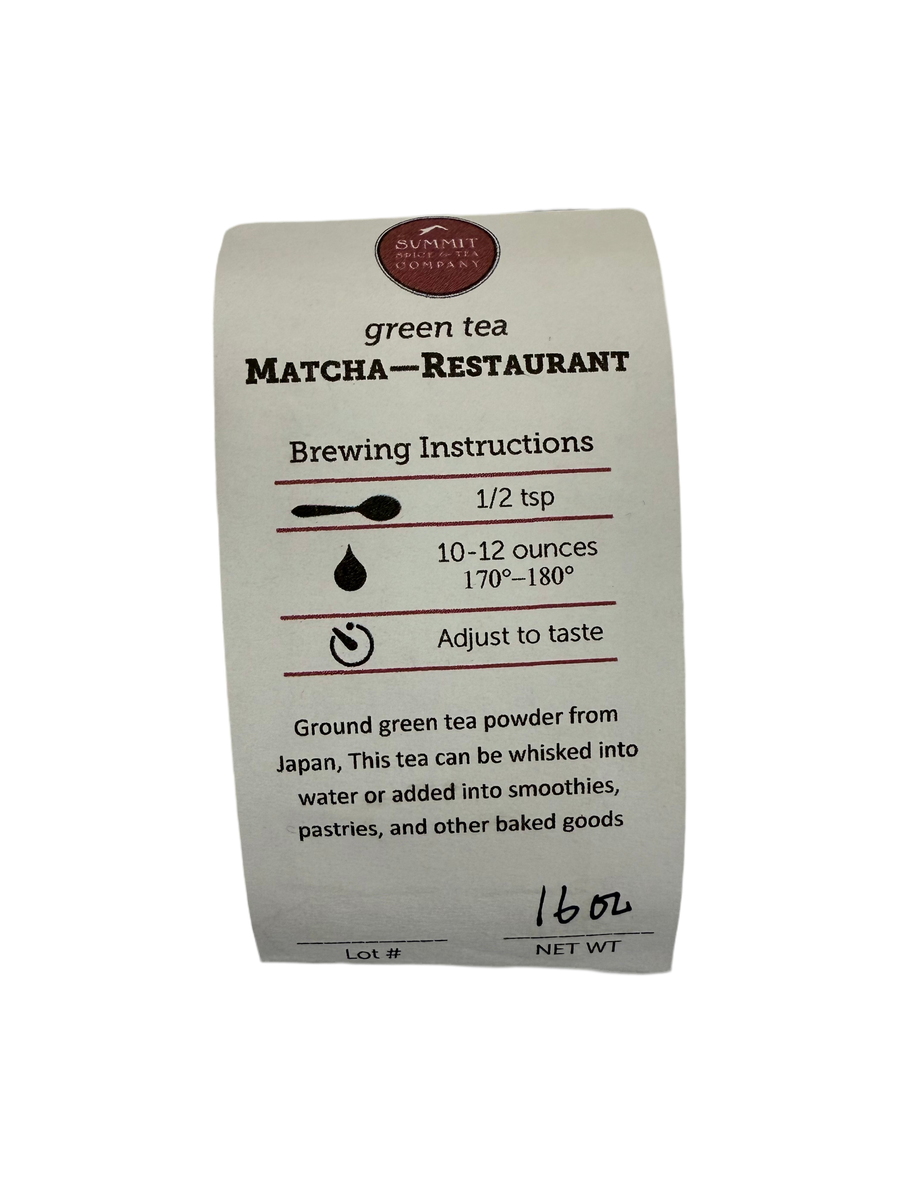 SUMMIT
SPICE & TEA
COMPANY
green tea
MATCHA—RESTAURANT
Brewing Instructions
1/2 tsp
10-12 ounces
170°–180°
Adjust to taste
Ground green tea powder from
Japan, This tea can be whisked into
water or added into smoothies,
pastries, and other baked goods
16 oz
Lot #
NET WT